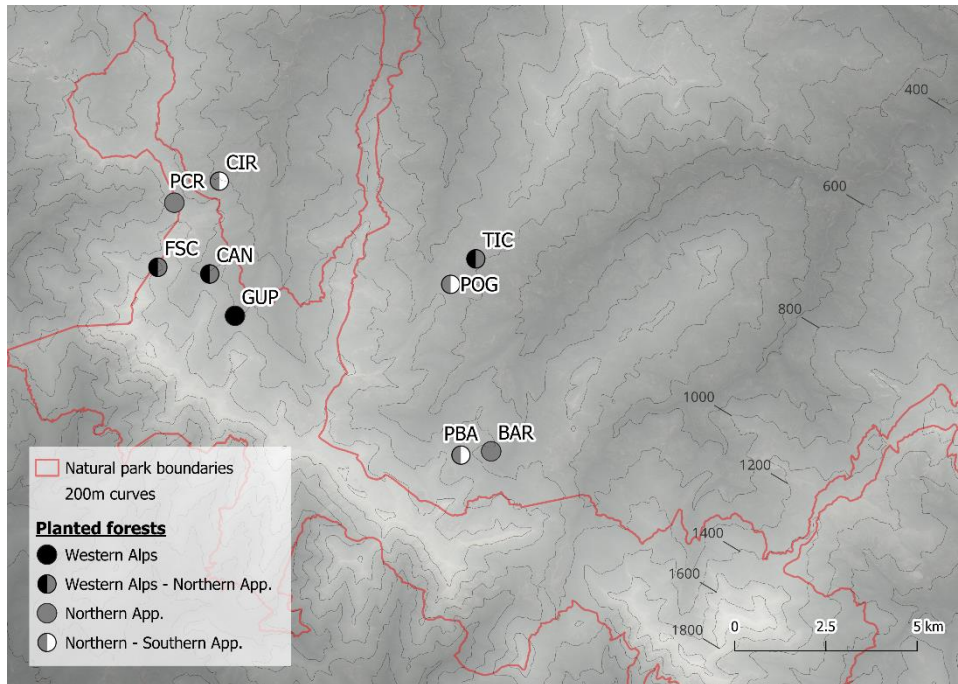 400
CIR
PCR
600
TIC
FSC
CAN
POG
GUP
800
1000
PBA BAR
1200
Natural park boundaries
200m curves
Planted forests
Western Alps
Western Alps - Northern App.
Northern App.
Northern - Southern App.
1400
1600
1800
0 2.5 5 km